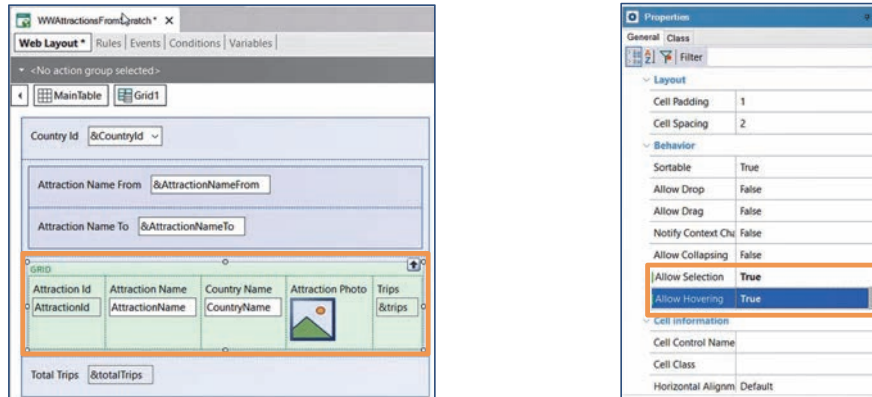 WWAttractionsFromScratch* X
Web Layout * Rules Events Conditions Variables
<No action group selected>
MainTable Grid1
Country Id &CountryId
Attraction Name From &AttractionNameFrom
Attraction Name To &AttractionNameTo
GRID
Attraction Id Attraction Name Country Name Attraction Photo Trips
AttractionId AttractionName CountryName &trips
Total Trips &totalTrips
Properties
General Class
Filter
Layout
Cell Padding 1
Cell Spacing 2
Behavior
Sortable True
Allow Drop False
Allow Drag False
Notify Context Cha False
Allow Collapsing False
Allow Selection True
Allow Hovering True
Cell information
Cell Control Name
Cell Class
Horizontal Alignm Default